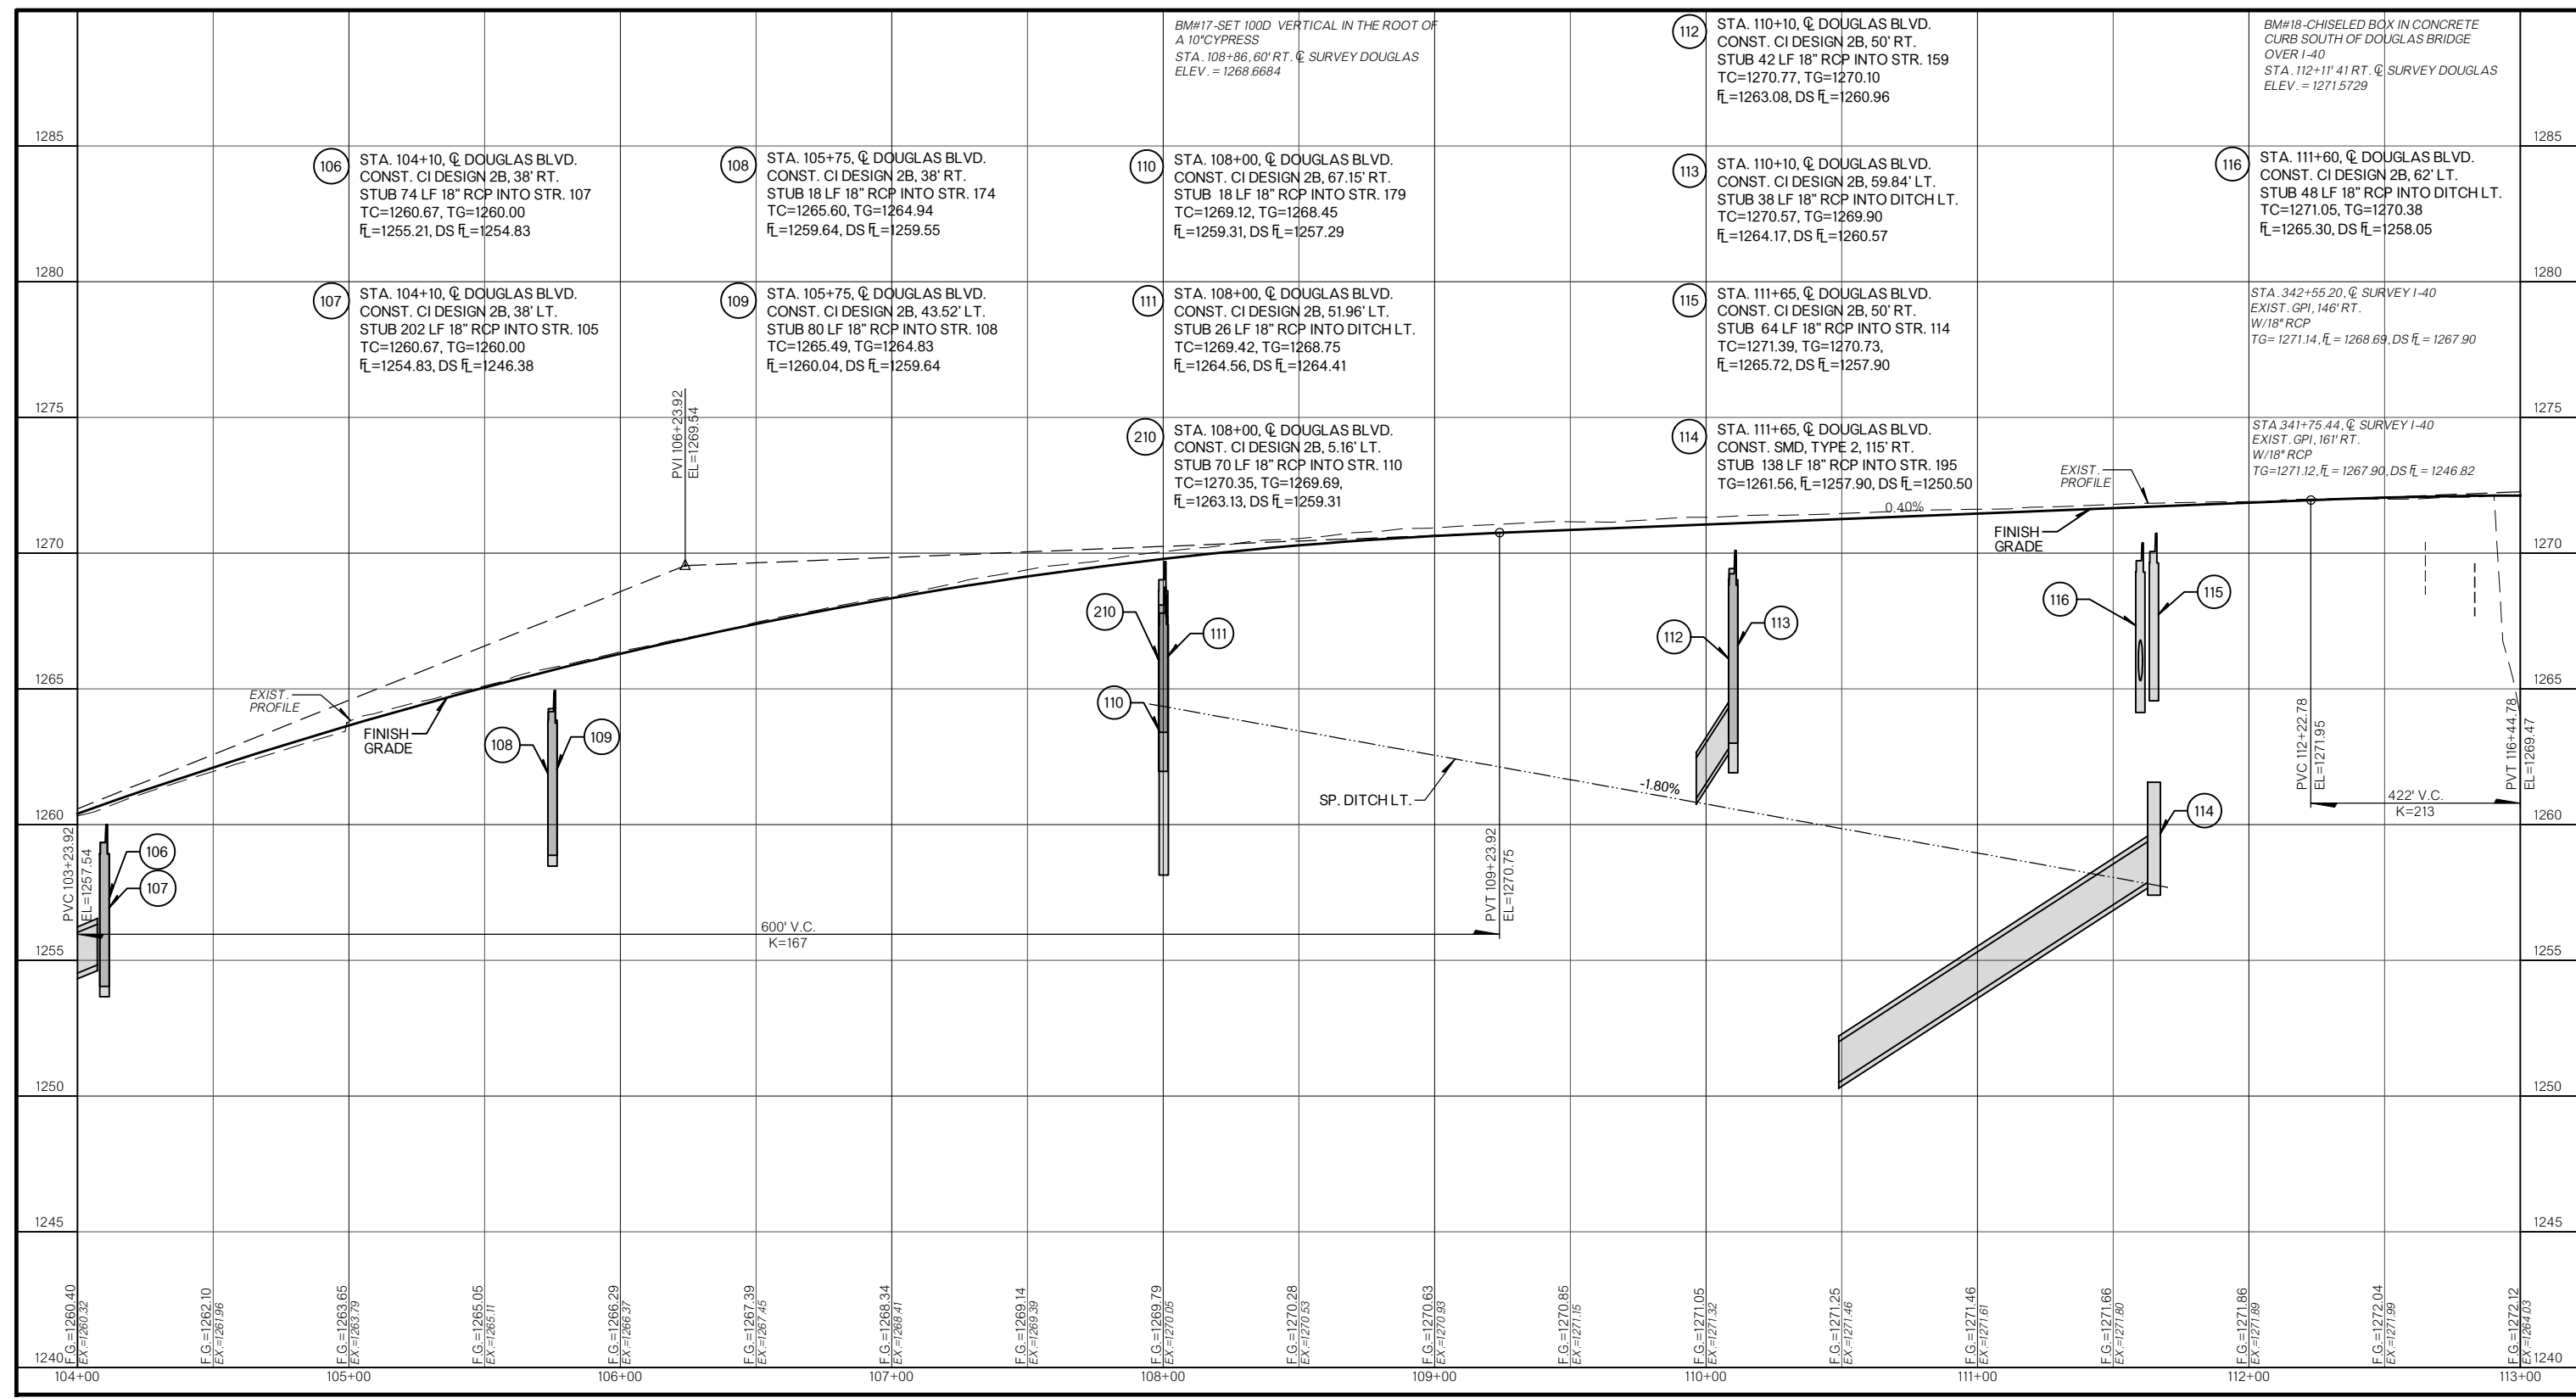 BM#17-SET 100D VERTICAL IN THE ROOT OF
A 10"CYPRESS
STA. 108+86, 60' RT. ℄ SURVEY DOUGLAS
ELEV. = 1268.6684
112
STA. 110+10, ℄ DOUGLAS BLVD.
CONST. CI DESIGN 2B, 50' RT.
STUB 42 LF 18" RCP INTO STR. 159
TC=1270.77, TG=1270.10
FL=1263.08, DS FL=1260.96
BM#18-CHISELED BOX IN CONCRETE
CURB SOUTH OF DOUGLAS BRIDGE
OVER I-40
STA. 112+11' 41 RT. ℄ SURVEY DOUGLAS
ELEV. = 1271.5729
1285
1285
106
STA. 104+10, ℄ DOUGLAS BLVD.
CONST. CI DESIGN 2B, 38' RT.
STUB 74 LF 18" RCP INTO STR. 107
TC=1260.67, TG=1260.00
FL=1255.21, DS FL=1254.83
108
STA. 105+75, ℄ DOUGLAS BLVD.
CONST. CI DESIGN 2B, 38' RT.
STUB 18 LF 18" RCP INTO STR. 174
TC=1265.60, TG=1264.94
FL=1259.64, DS FL=1259.55
110
STA. 108+00, ℄ DOUGLAS BLVD.
CONST. CI DESIGN 2B, 67.15' RT.
STUB 18 LF 18" RCP INTO STR. 179
TC=1269.12, TG=1268.45
FL=1259.31, DS FL=1257.29
113
STA. 110+10, ℄ DOUGLAS BLVD.
CONST. CI DESIGN 2B, 59.84' LT.
STUB 38 LF 18" RCP INTO DITCH LT.
TC=1270.57, TG=1269.90
FL=1264.17, DS FL=1260.57
116
STA. 111+60, ℄ DOUGLAS BLVD.
CONST. CI DESIGN 2B, 62' LT.
STUB 48 LF 18" RCP INTO DITCH LT.
TC=1271.05, TG=1270.38
FL=1265.30, DS FL=1258.05
1280
1280
107
STA. 104+10, ℄ DOUGLAS BLVD.
CONST. CI DESIGN 2B, 38' LT.
STUB 202 LF 18" RCP INTO STR. 105
TC=1260.67, TG=1260.00
FL=1254.83, DS FL=1246.38
109
STA. 105+75, ℄ DOUGLAS BLVD.
CONST. CI DESIGN 2B, 43.52' LT.
STUB 80 LF 18" RCP INTO STR. 108
TC=1265.49, TG=1264.83
FL=1260.04, DS FL=1259.64
111
STA. 108+00, ℄ DOUGLAS BLVD.
CONST. CI DESIGN 2B, 51.96' LT.
STUB 26 LF 18" RCP INTO DITCH LT.
TC=1269.42, TG=1268.75
FL=1264.56, DS FL=1264.41
115
STA. 111+65, ℄ DOUGLAS BLVD.
CONST. CI DESIGN 2B, 50' RT.
STUB 64 LF 18" RCP INTO STR. 114
TC=1271.39, TG=1270.73,
FL=1265.72, DS FL=1257.90
STA. 342+55.20, ℄ SURVEY I-40
EXIST. GPI, 146' RT.
W/18" RCP
TG= 1271.14, FL = 1268.69, DS FL = 1267.90
1275
1275
PVI 106+23.92
EL=1269.54
210
STA. 108+00, ℄ DOUGLAS BLVD.
CONST. CI DESIGN 2B, 5.16' LT.
STUB 70 LF 18" RCP INTO STR. 110
TC=1270.35, TG=1269.69,
FL=1263.13, DS FL=1259.31
114
STA. 111+65, ℄ DOUGLAS BLVD.
CONST. SMD, TYPE 2, 115' RT.
STUB 138 LF 18" RCP INTO STR. 195
TG=1261.56, FL=1257.90, DS FL=1250.50
STA.341+75.44, ℄ SURVEY I-40
EXIST. GPI, 161' RT.
W/18" RCP
TG=1271.12, FL = 1267.90, DS FL = 1246.82
EXIST.
PROFILE
0.40%
FINISH
GRADE
1270
1270
210
111
112
113
116
115
1265
1265
EXIST.
PROFILE
FINISH
GRADE
108
109
110
SP. DITCH LT.
-1.80%
PVC 112+22.78
EL=1271.95
PVT 116+44.78
EL=1269.47
422' V.C.
K=213
114
1260
1260
PVC 103+23.92
EL=1257.54
106
107
PVT 109+23.92
EL=1270.75
600' V.C.
K=167
1255
1255
1250
1250
1245
1245
1240
1240
F.G.=1260.40
EX.=1260.32
F.G.=1262.10
EX.=1261.96
F.G.=1263.65
EX.=1263.79
F.G.=1265.05
EX.=1265.11
F.G.=1266.29
EX.=1266.37
F.G.=1267.39
EX.=1267.45
F.G.=1268.34
EX.=1268.41
F.G.=1269.14
EX.=1269.39
F.G.=1269.79
EX.=1270.05
F.G.=1270.28
EX.=1270.53
F.G.=1270.63
EX.=1270.93
F.G.=1270.85
EX.=1271.15
F.G.=1271.05
EX.=1271.32
F.G.=1271.25
EX.=1271.46
F.G.=1271.46
EX.=1271.61
F.G.=1271.66
EX.=1271.80
F.G.=1271.86
EX.=1271.89
F.G.=1272.04
EX.=1271.99
F.G.=1272.12
EX.=1264.03
104+00
105+00
106+00
107+00
108+00
109+00
110+00
111+00
112+00
113+00